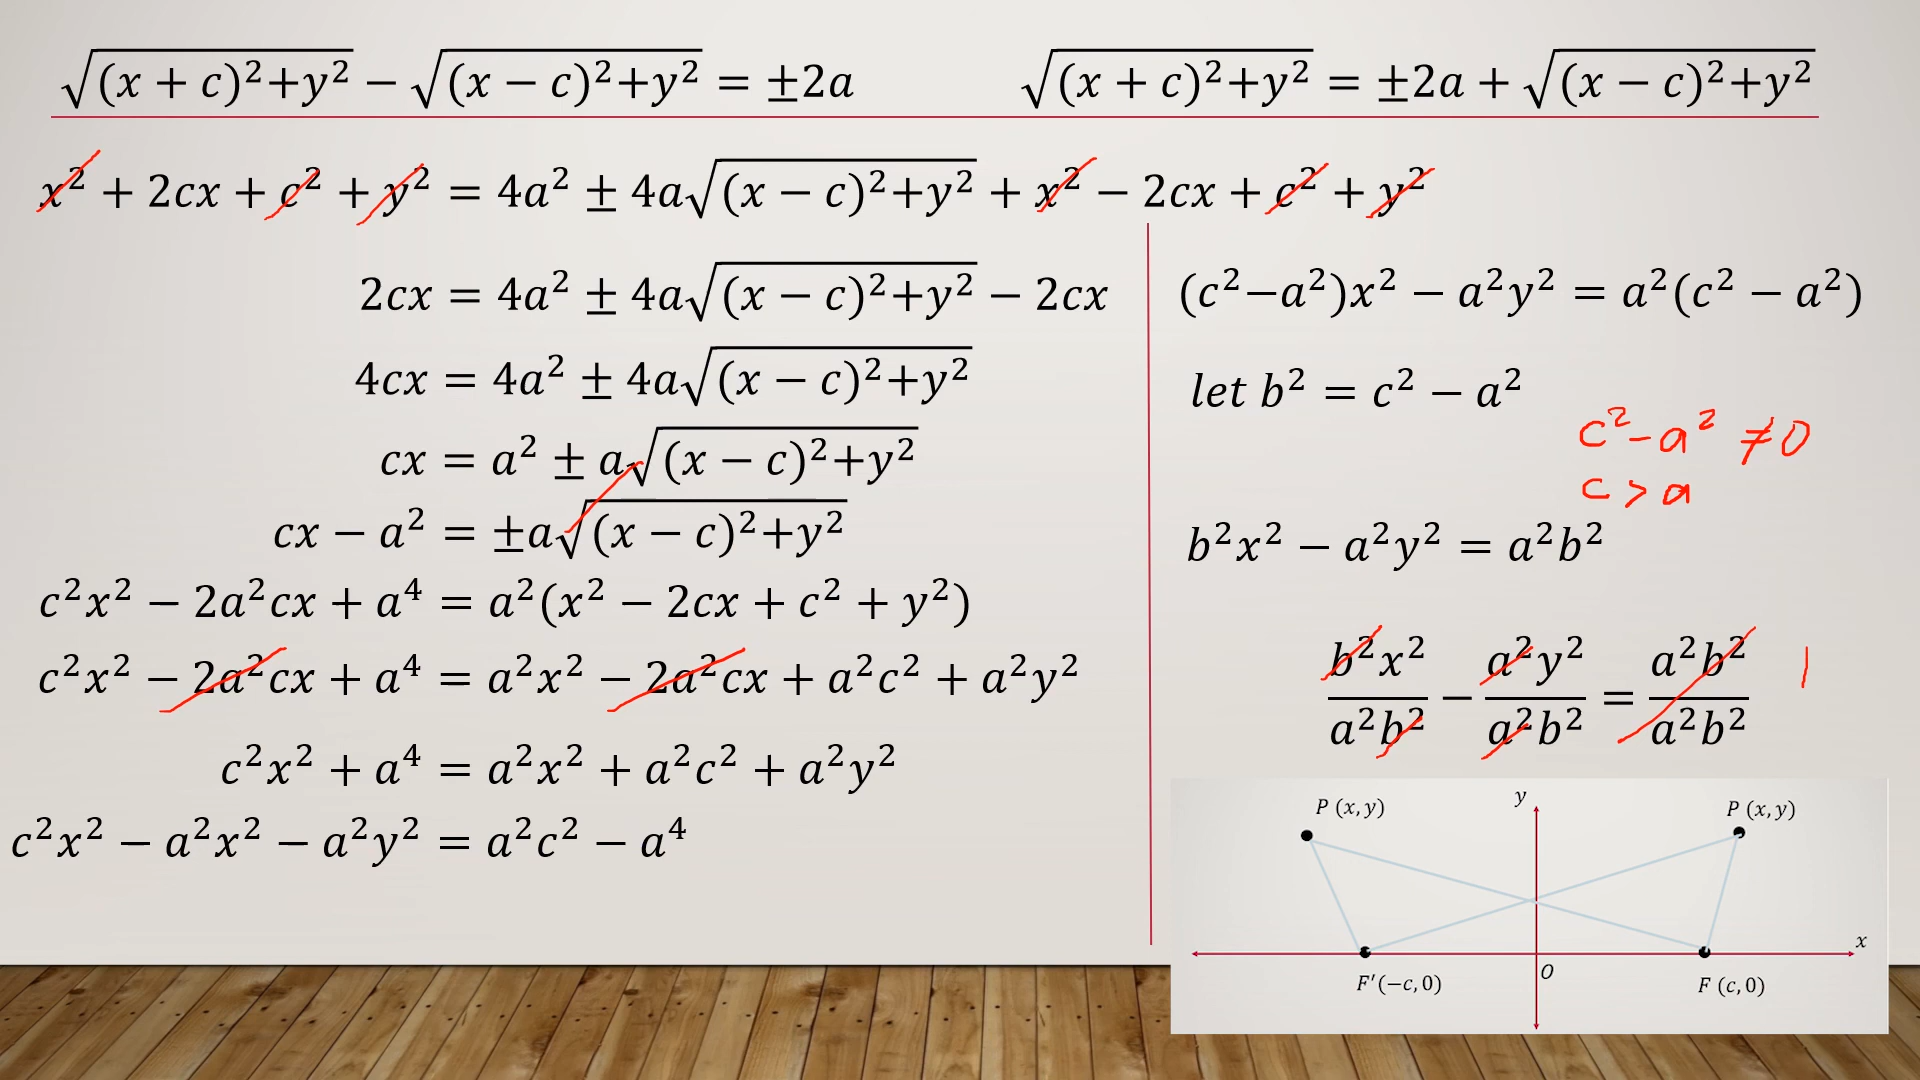 √((x + c)²+y²) − √((x − c)²+y²) = ±2a
√((x + c)²+y²) = ±2a + √((x − c)²+y²)
x² + 2cx + c² + y² = 4a² ± 4a√((x − c)²+y²) + x² − 2cx + c² + y²
2cx = 4a² ± 4a√((x − c)²+y²) − 2cx
4cx = 4a² ± 4a√((x − c)²+y²)
cx = a² ± a√((x − c)²+y²)
cx − a² = ±a√((x − c)²+y²)
c²x² − 2a²cx + a⁴ = a²(x² − 2cx + c² + y²)
c²x² − 2a²cx + a⁴ = a²x² − 2a²cx + a²c² + a²y²
c²x² + a⁴ = a²x² + a²c² + a²y²
c²x² − a²x² − a²y² = a²c² − a⁴
(c²−a²)x² − a²y² = a²(c² − a²)
let b² = c² − a²
c²-a² ≠0
c > a
b²x² − a²y² = a²b²
b²x²/a²b² − a²y²/a²b² = a²b²/a²b² 1
P (x, y)
y
P (x, y)
x
O
F′(−c, 0)
F (c, 0)